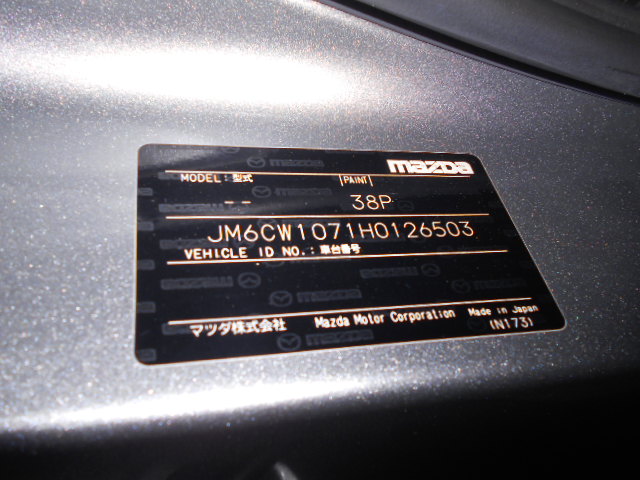 mazda
MODEL: 型式 PAINT
-- 38P
JM6CW1071H0126503
VEHICLE ID NO.: 車台番号
マツダ株式会社 Mazda Motor Corporation Made in Japan
(N173)